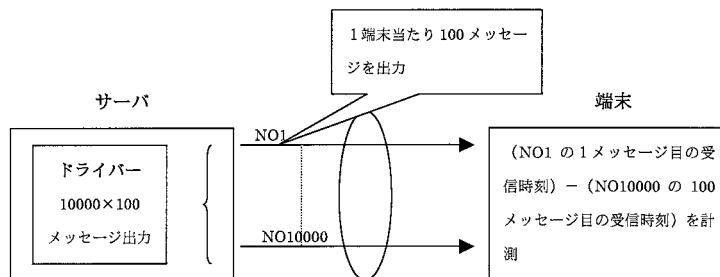 1端末当たり100メッセー
ジを出力
サーバ
端末
NO1
ドライバー
10000×100
メッセージ出力
NO10000
(NO1の1メッセージ目の受
信時刻)−(NO10000の100
メッセージ目の受信時刻)を計
測